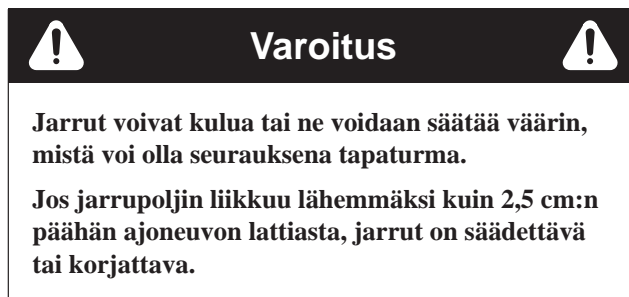 Varoitus
Jarrut voivat kulua tai ne voidaan säätää väärin,
mistä voi olla seurauksena tapaturma.
Jos jarrupoljin liikkuu lähemmäksi kuin 2,5 cm:n
päähän ajoneuvon lattiasta, jarrut on säädettävä
tai korjattava.